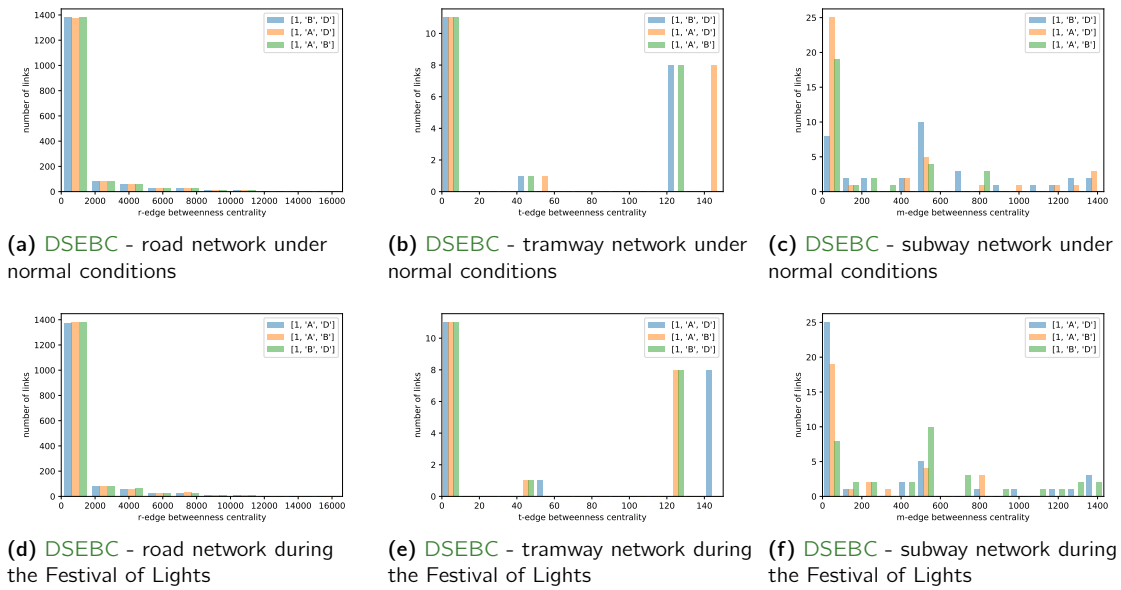 1400
1200
1000
800
600
400
200
0
number of links
0 2000 4000 6000 8000 10000 12000 14000 16000
r-edge betweenness centrality
[1, 'B', 'D']
[1, 'A', 'D']
[1, 'A', 'B']
(a) DSEBC - road network under
normal conditions
10
8
6
4
2
0
number of links
0 20 40 60 80 100 120 140
t-edge betweenness centrality
[1, 'B', 'D']
[1, 'A', 'D']
[1, 'A', 'B']
(b) DSEBC - tramway network under
normal conditions
25
20
15
10
5
0
number of links
0 200 400 600 800 1000 1200 1400
m-edge betweenness centrality
[1, 'B', 'D']
[1, 'A', 'D']
[1, 'A', 'B']
(c) DSEBC - subway network under
normal conditions
1400
1200
1000
800
600
400
200
0
number of links
0 2000 4000 6000 8000 10000 12000 14000 16000
r-edge betweenness centrality
[1, 'A', 'D']
[1, 'A', 'B']
[1, 'B', 'D']
(d) DSEBC - road network during
the Festival of Lights
10
8
6
4
2
0
number of links
0 20 40 60 80 100 120 140
t-edge betweenness centrality
[1, 'A', 'D']
[1, 'A', 'B']
[1, 'B', 'D']
(e) DSEBC - tramway network during
the Festival of Lights
25
20
15
10
5
0
number of links
0 200 400 600 800 1000 1200 1400
m-edge betweenness centrality
[1, 'A', 'D']
[1, 'A', 'B']
[1, 'B', 'D']
(f) DSEBC - subway network during
the Festival of Lights